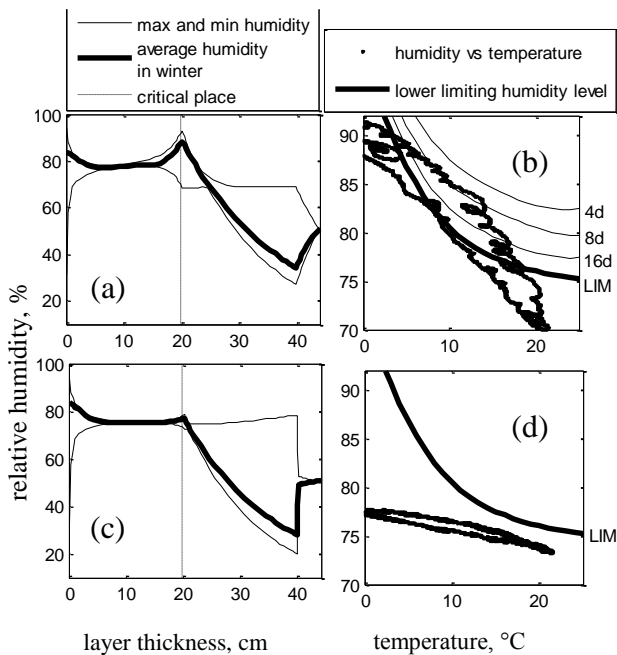 max and min humidity
average humidity
in winter
critical place
humidity vs temperature
lower limiting humidity level
relative humidity, %
100
80
60
40
20
0
10
20
30
40
(a)
90
85
80
75
70
0
10
20
(b)
4d
8d
16d
LIM
100
80
60
40
20
0
10
20
30
40
(c)
90
85
80
75
70
0
10
20
(d)
LIM
layer thickness, cm
temperature, °C